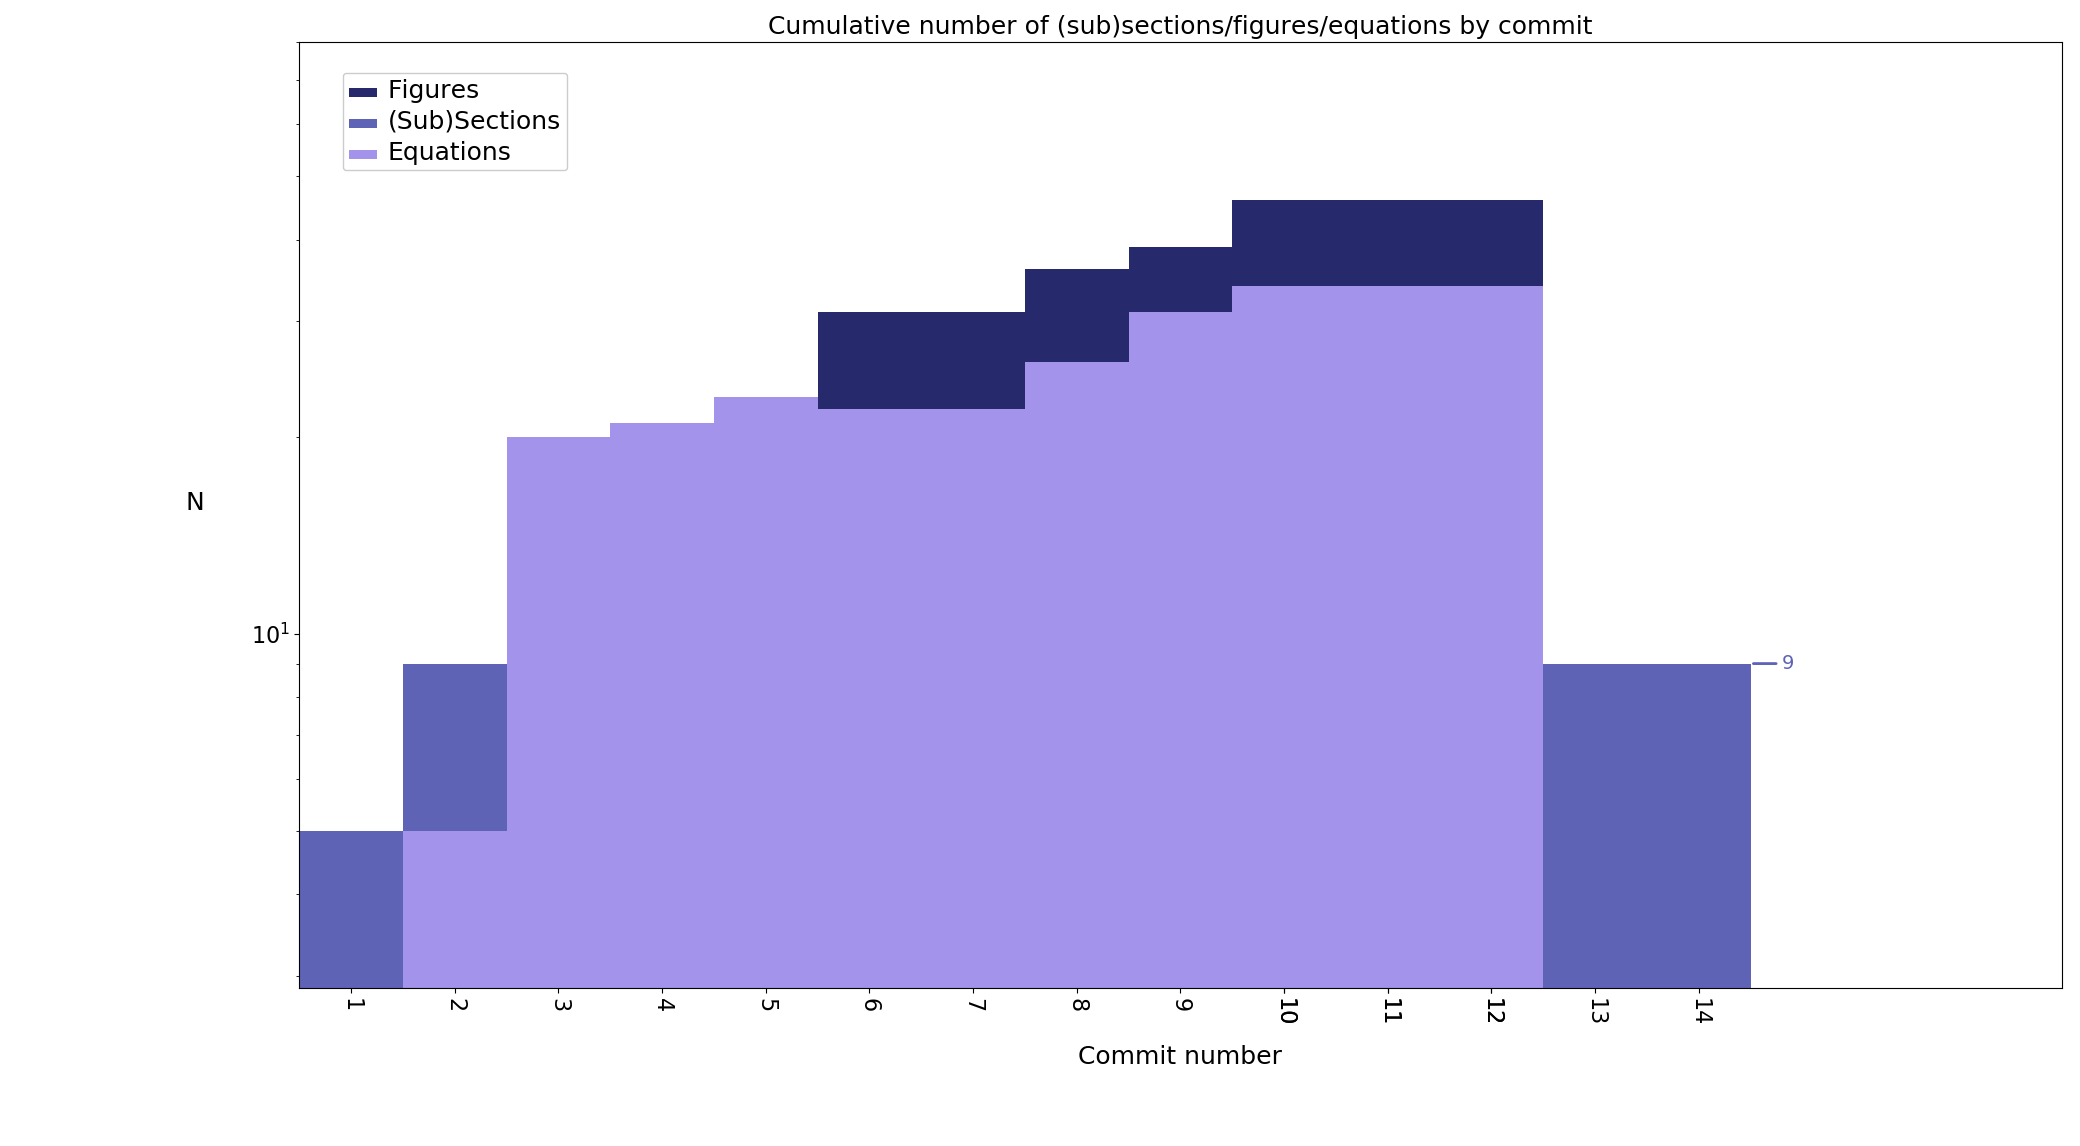 Cumulative number of (sub)sections/figures/equations by commit
Figures
(Sub)Sections
Equations
N
10¹
9
1 2 3 4 5 6 7 8 9 10 11 12 13 14
Commit number